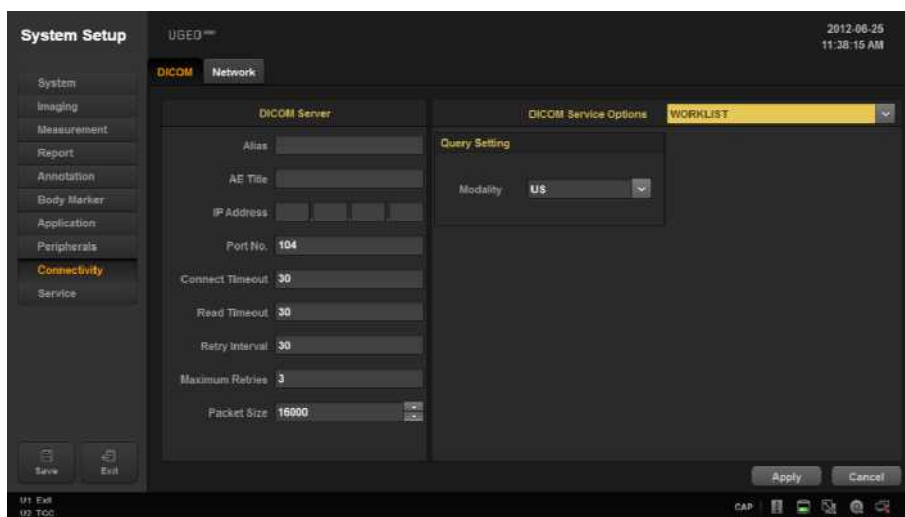 System Setup
UGEO
2012-06-25
11:38:15 AM
DICOM
Network
System
Imaging
Measurement
Report
Annotation
Body Marker
Application
Peripherals
Connectivity
Service
DICOM Server
Alias
AE Title
IP Address
Port No. 104
Connect Timeout 30
Read Timeout 30
Retry Interval 30
Maximum Retries 3
Packet Size 16000
DICOM Service Options WORKLIST
Query Setting
Modality US
Save
Exit
Apply
Cancel
U1 Exit
U2 TGC
CAP